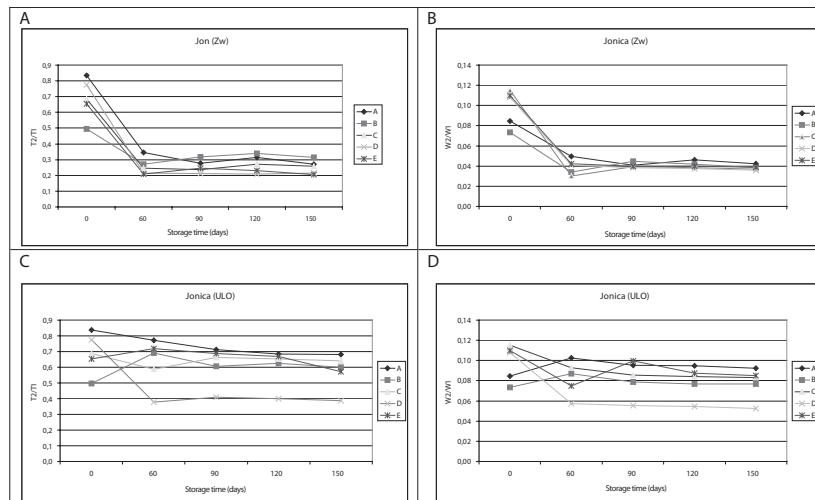 A
Jon (Zw)
0,9
0,8
0,7
0,6
0,5
0,4
0,3
0,2
0,1
0,0
T2/T1
0 60 90 120 150
Storage time (days)
A
B
C
D
E
B
Jonica (Zw)
0,14
0,12
0,10
0,08
0,06
0,04
0,02
0,00
W2/W1
0 60 90 120 150
Storage time (days)
A
B
C
D
E
C
Jonica (ULO)
0,9
0,8
0,7
0,6
0,5
0,4
0,3
0,2
0,1
0,0
T2/T1
0 60 90 120 150
Storage time (days)
A
B
C
D
E
D
Jonica (ULO)
0,14
0,12
0,10
0,08
0,06
0,04
0,02
0,00
W2/W1
0 60 90 120 150
Storage time (days)
A
B
C
D
E